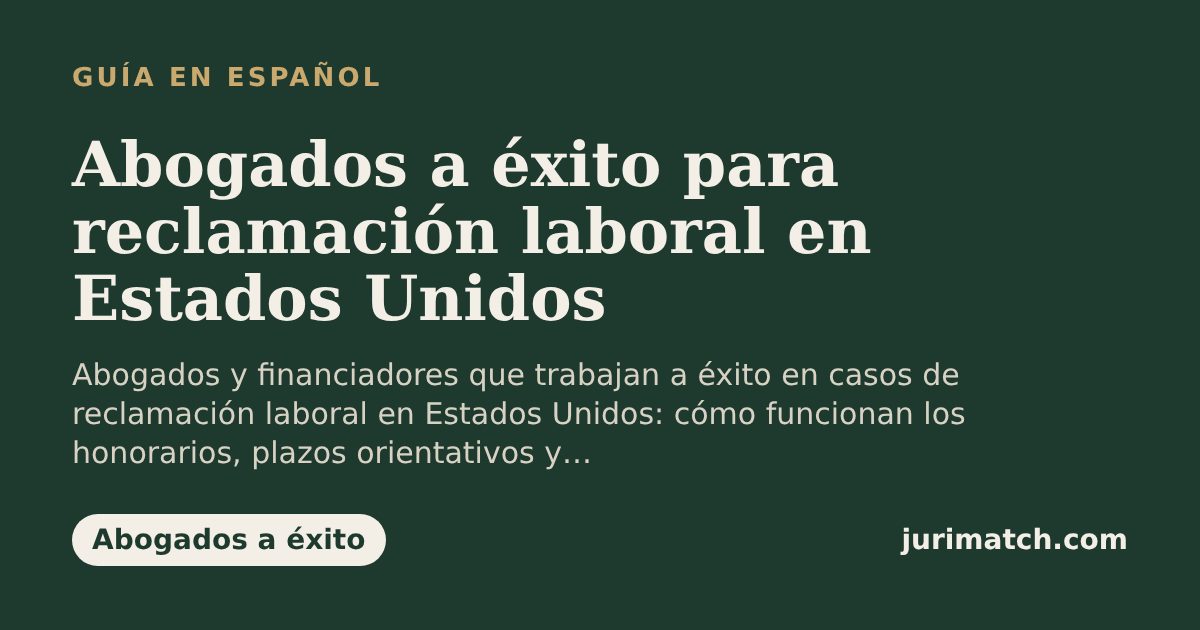 GUÍA EN ESPAÑOL
Abogados a éxito para
reclamación laboral en
Estados Unidos
Abogados y financiadores que trabajan a éxito en casos de
reclamación laboral en Estados Unidos: cómo funcionan los
honorarios, plazos orientativos y…
Abogados a éxito
jurimatch.com